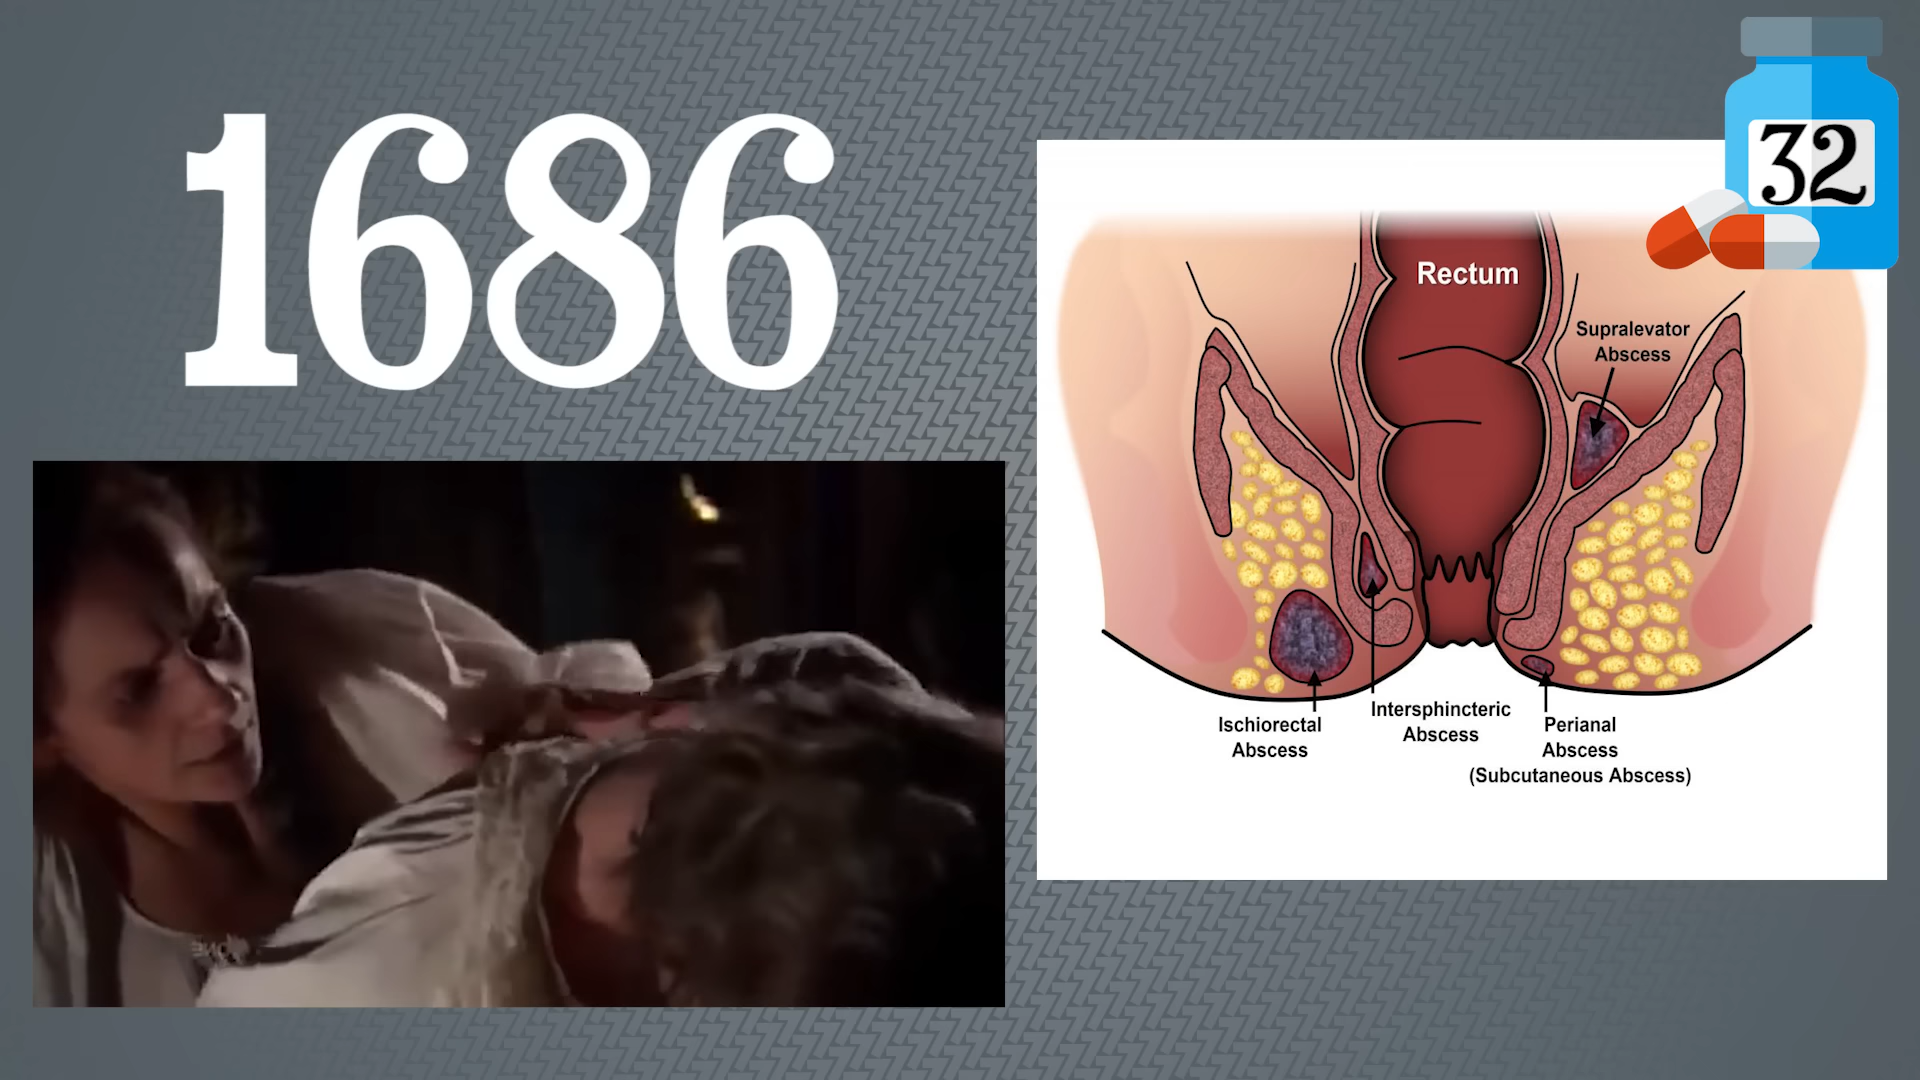 1686
32
Rectum
Supralevator
Abscess
Ischiorectal
Abscess
Intersphincteric
Abscess
Perianal
Abscess
(Subcutaneous Abscess)